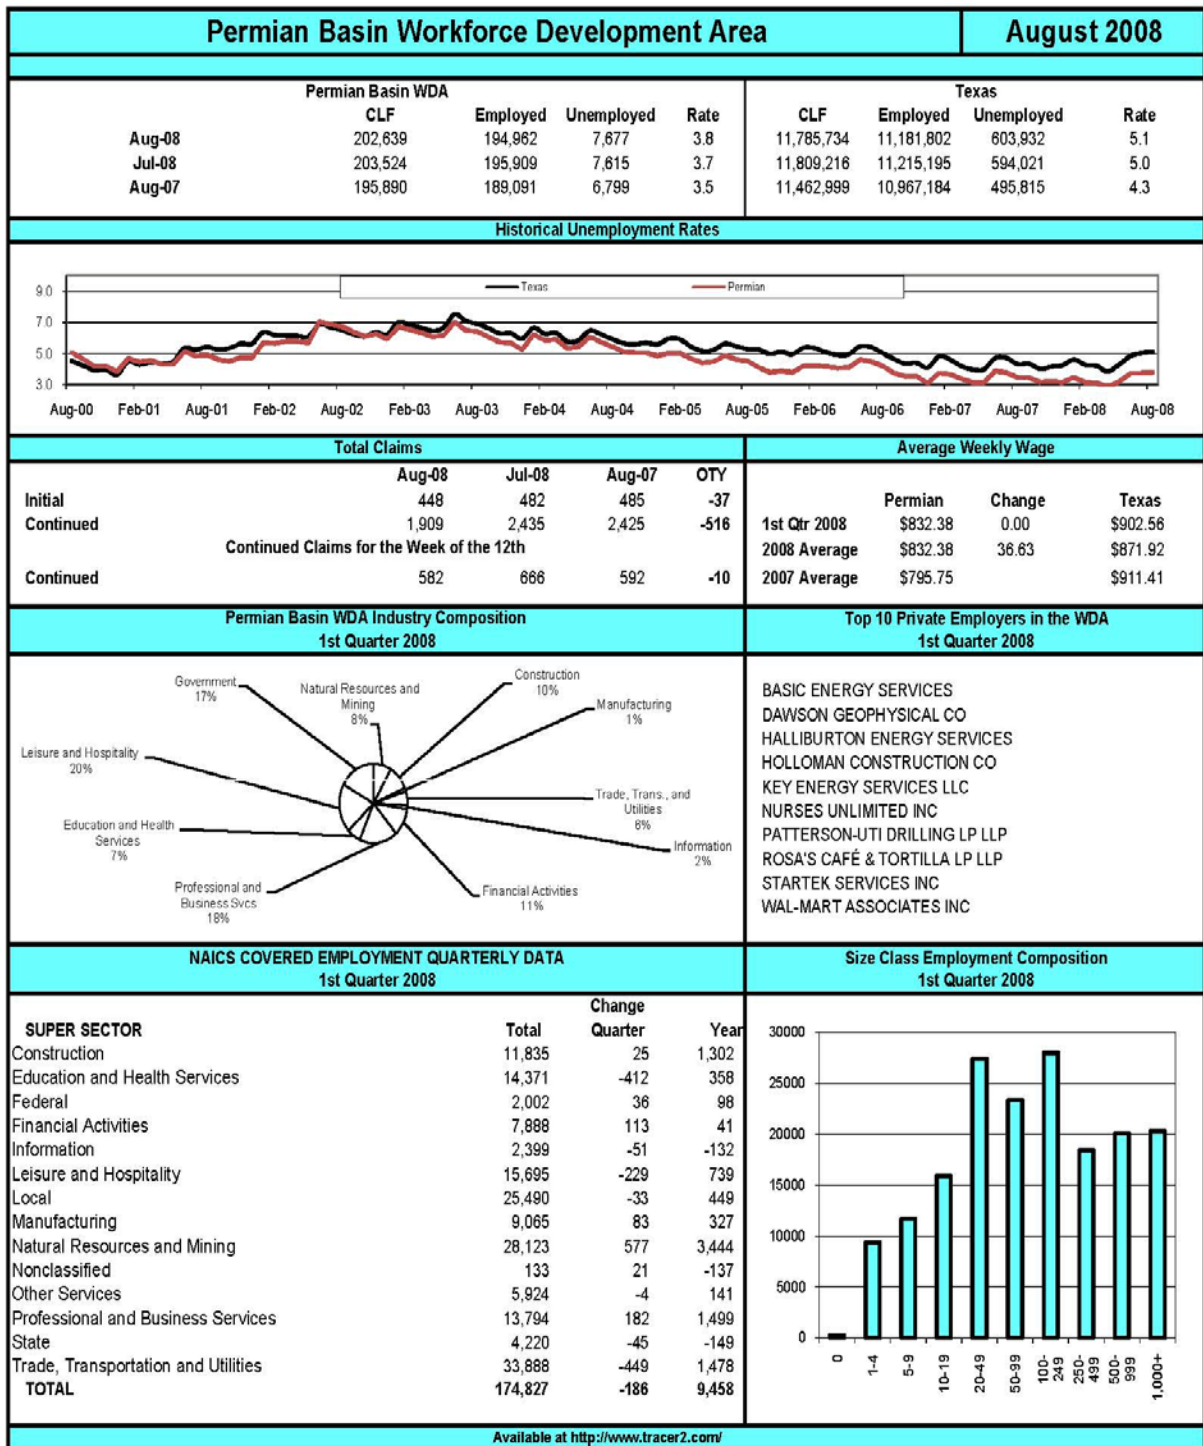 Permian Basin Workforce Development Area August 2008
Permian Basin WDA Texas
CLF Employed Unemployed Rate CLF Employed Unemployed Rate
Aug-08 202,639 194,962 7,677 3.8 11,785,734 11,181,802 603,932 5.1
Jul-08 203,524 195,909 7,615 3.7 11,809,216 11,215,195 594,021 5.0
Aug-07 195,890 189,091 6,799 3.5 11,462,999 10,967,184 495,815 4.3
Historical Unemployment Rates
Texas Permian
9.0
7.0
5.0
3.0
Aug-00 Feb-01 Aug-01 Feb-02 Aug-02 Feb-03 Aug-03 Feb-04 Aug-04 Feb-05 Aug-05 Feb-06 Aug-06 Feb-07 Aug-07 Feb-08 Aug-08
Total Claims
Aug-08 Jul-08 Aug-07 OTY
Initial 448 482 485 -37
Continued 1,909 2,435 2,425 -516
Continued Claims for the Week of the 12th
Continued 582 666 592 -10
Average Weekly Wage
Permian Change Texas
1st Qtr 2008 $832.38 0.00 $902.56
2008 Average $832.38 36.63 $871.92
2007 Average $795.75 $911.41
Permian Basin WDA Industry Composition
1st Quarter 2008
Government
17%
Natural Resources and
Mining
8%
Construction
10%
Manufacturing
1%
Leisure and Hospitality
20%
Trade, Trans., and
Utilities
6%
Education and Health
Services
7%
Information
2%
Professional and
Business Svcs
18%
Financial Activities
11%
Top 10 Private Employers in the WDA
1st Quarter 2008
BASIC ENERGY SERVICES
DAWSON GEOPHYSICAL CO
HALLIBURTON ENERGY SERVICES
HOLLOMAN CONSTRUCTION CO
KEY ENERGY SERVICES LLC
NURSES UNLIMITED INC
PATTERSON-UTI DRILLING LP LLP
ROSA'S CAFÉ & TORTILLA LP LLP
STARTEK SERVICES INC
WAL-MART ASSOCIATES INC
NAICS COVERED EMPLOYMENT QUARTERLY DATA
1st Quarter 2008
Change
SUPER SECTOR Total Quarter Year
Construction 11,835 25 1,302
Education and Health Services 14,371 -412 358
Federal 2,002 36 98
Financial Activities 7,888 113 41
Information 2,399 -51 -132
Leisure and Hospitality 15,695 -229 739
Local 25,490 -33 449
Manufacturing 9,065 83 327
Natural Resources and Mining 28,123 577 3,444
Nonclassified 133 21 -137
Other Services 5,924 -4 141
Professional and Business Services 13,794 182 1,499
State 4,220 -45 -149
Trade, Transportation and Utilities 33,888 -449 1,478
TOTAL 174,827 -186 9,458
Size Class Employment Composition
1st Quarter 2008
30000
25000
20000
15000
10000
5000
0
0 1-4 5-9 10-19 20-49 50-99 100-249 250-499 500-999 1,000+
Available at http://www.tracer2.com/